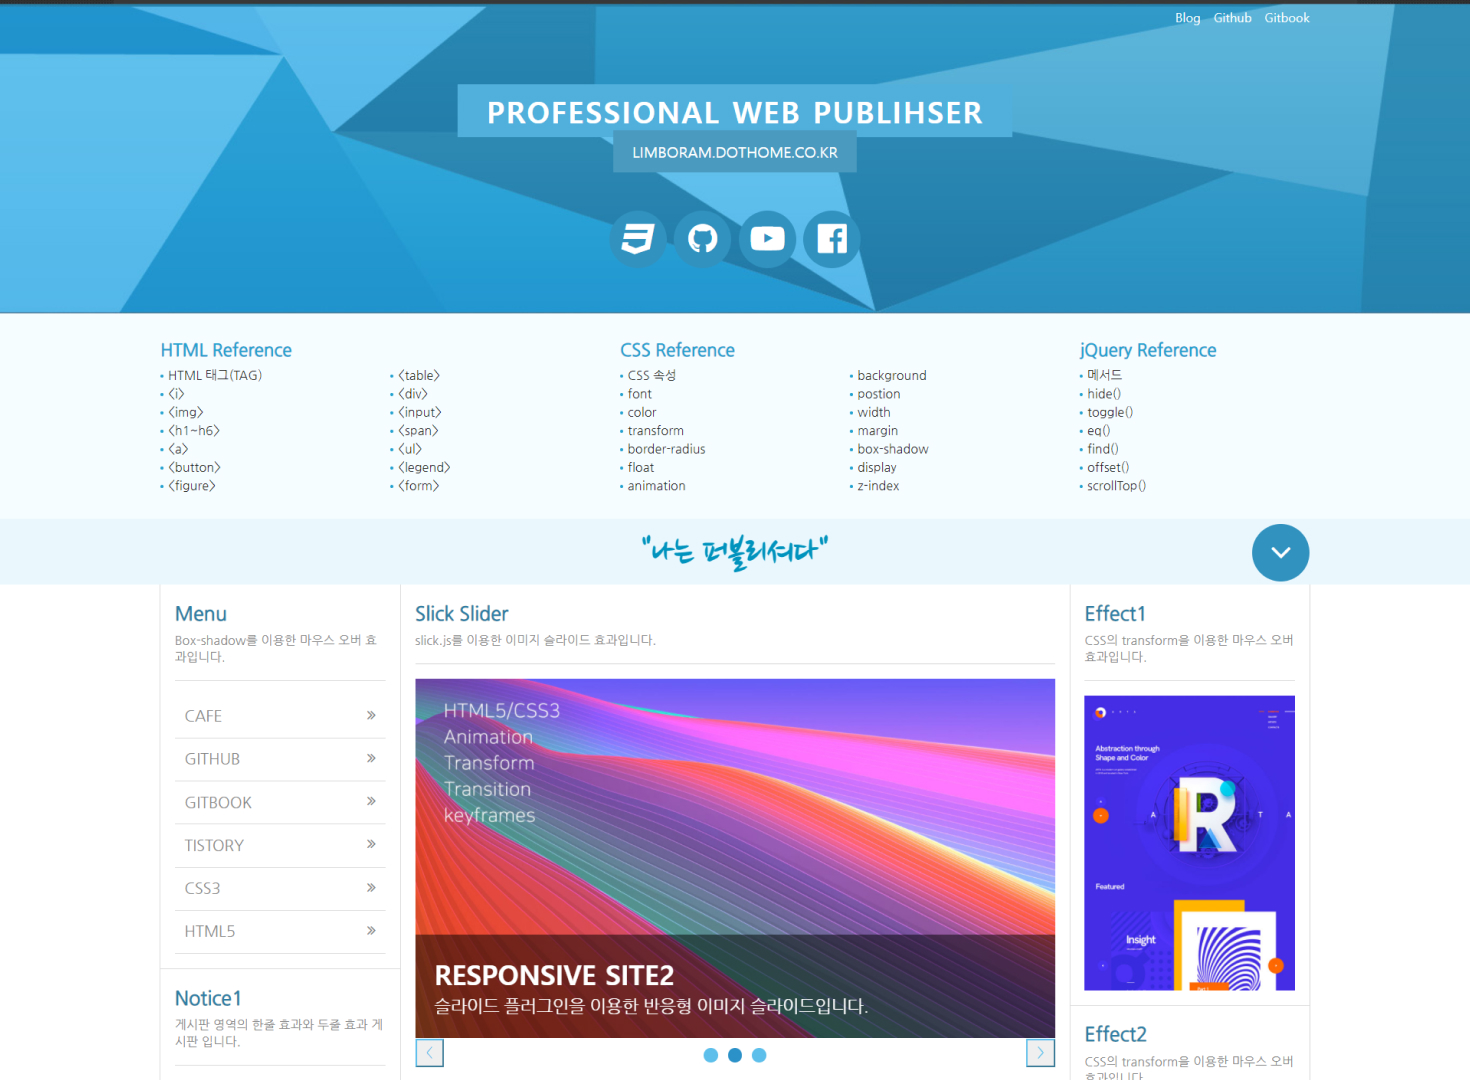 Blog Github Gitbook
PROFESSIONAL WEB PUBLIHSER
LIMBORAM.DOTHOME.CO.KR
HTML Reference
HTML 태그(TAG)
<i>
<img>
<h1~h6>
<a>
<button>
<figure>
<table>
<div>
<input>
<span>
<ul>
<legend>
<form>
CSS Reference
CSS 속성
font
color
transform
border-radius
float
animation
background
postion
width
margin
box-shadow
display
z-index
jQuery Reference
메서드
hide()
toggle()
eq()
find()
offset()
scrollTop()
"나는 퍼블리셔다"
Menu
Box-shadow를 이용한 마우스 오버 효
과입니다.
CAFE
GITHUB
GITBOOK
TISTORY
CSS3
HTML5
Notice1
게시판 영역의 한줄 효과와 두줄 효과 게
시판 입니다.
Slick Slider
slick.js를 이용한 이미지 슬라이드 효과입니다.
HTML5/CSS3
Animation
Transform
Transition
keyframes
RESPONSIVE SITE2
슬라이드 플러그인을 이용한 반응형 이미지 슬라이드입니다.
Effect1
CSS의 transform을 이용한 마우스 오버
효과입니다.
Abstraction through
Shape and Color
A R T A
Featured
Insight
Effect2
CSS의 transform을 이용한 마우스 오버
효과입니다.